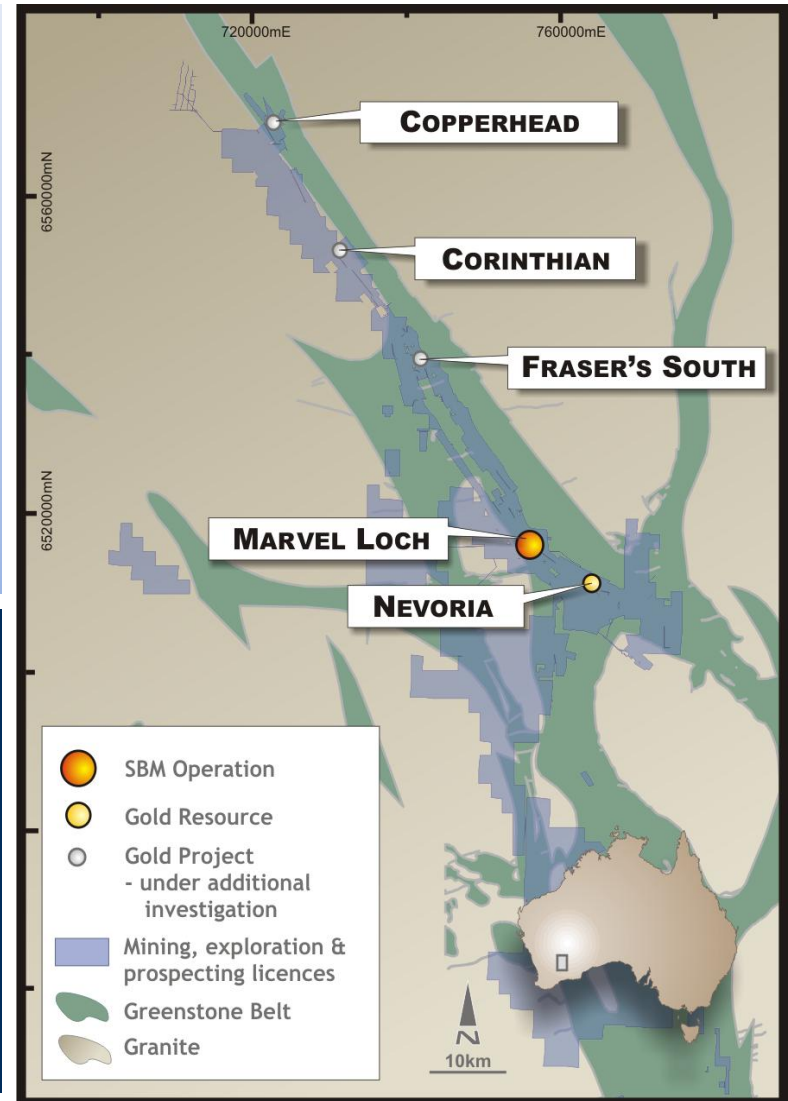 720000mE
760000mE
COPPERHEAD
6560000mN
CORINTHIAN
FRASER'S SOUTH
6520000mN
MARVEL LOCH
NEVORIA
SBM Operation
Gold Resource
Gold Project
- under additional
investigation
Mining, exploration &
prospecting licences
Greenstone Belt
Granite
N
10km